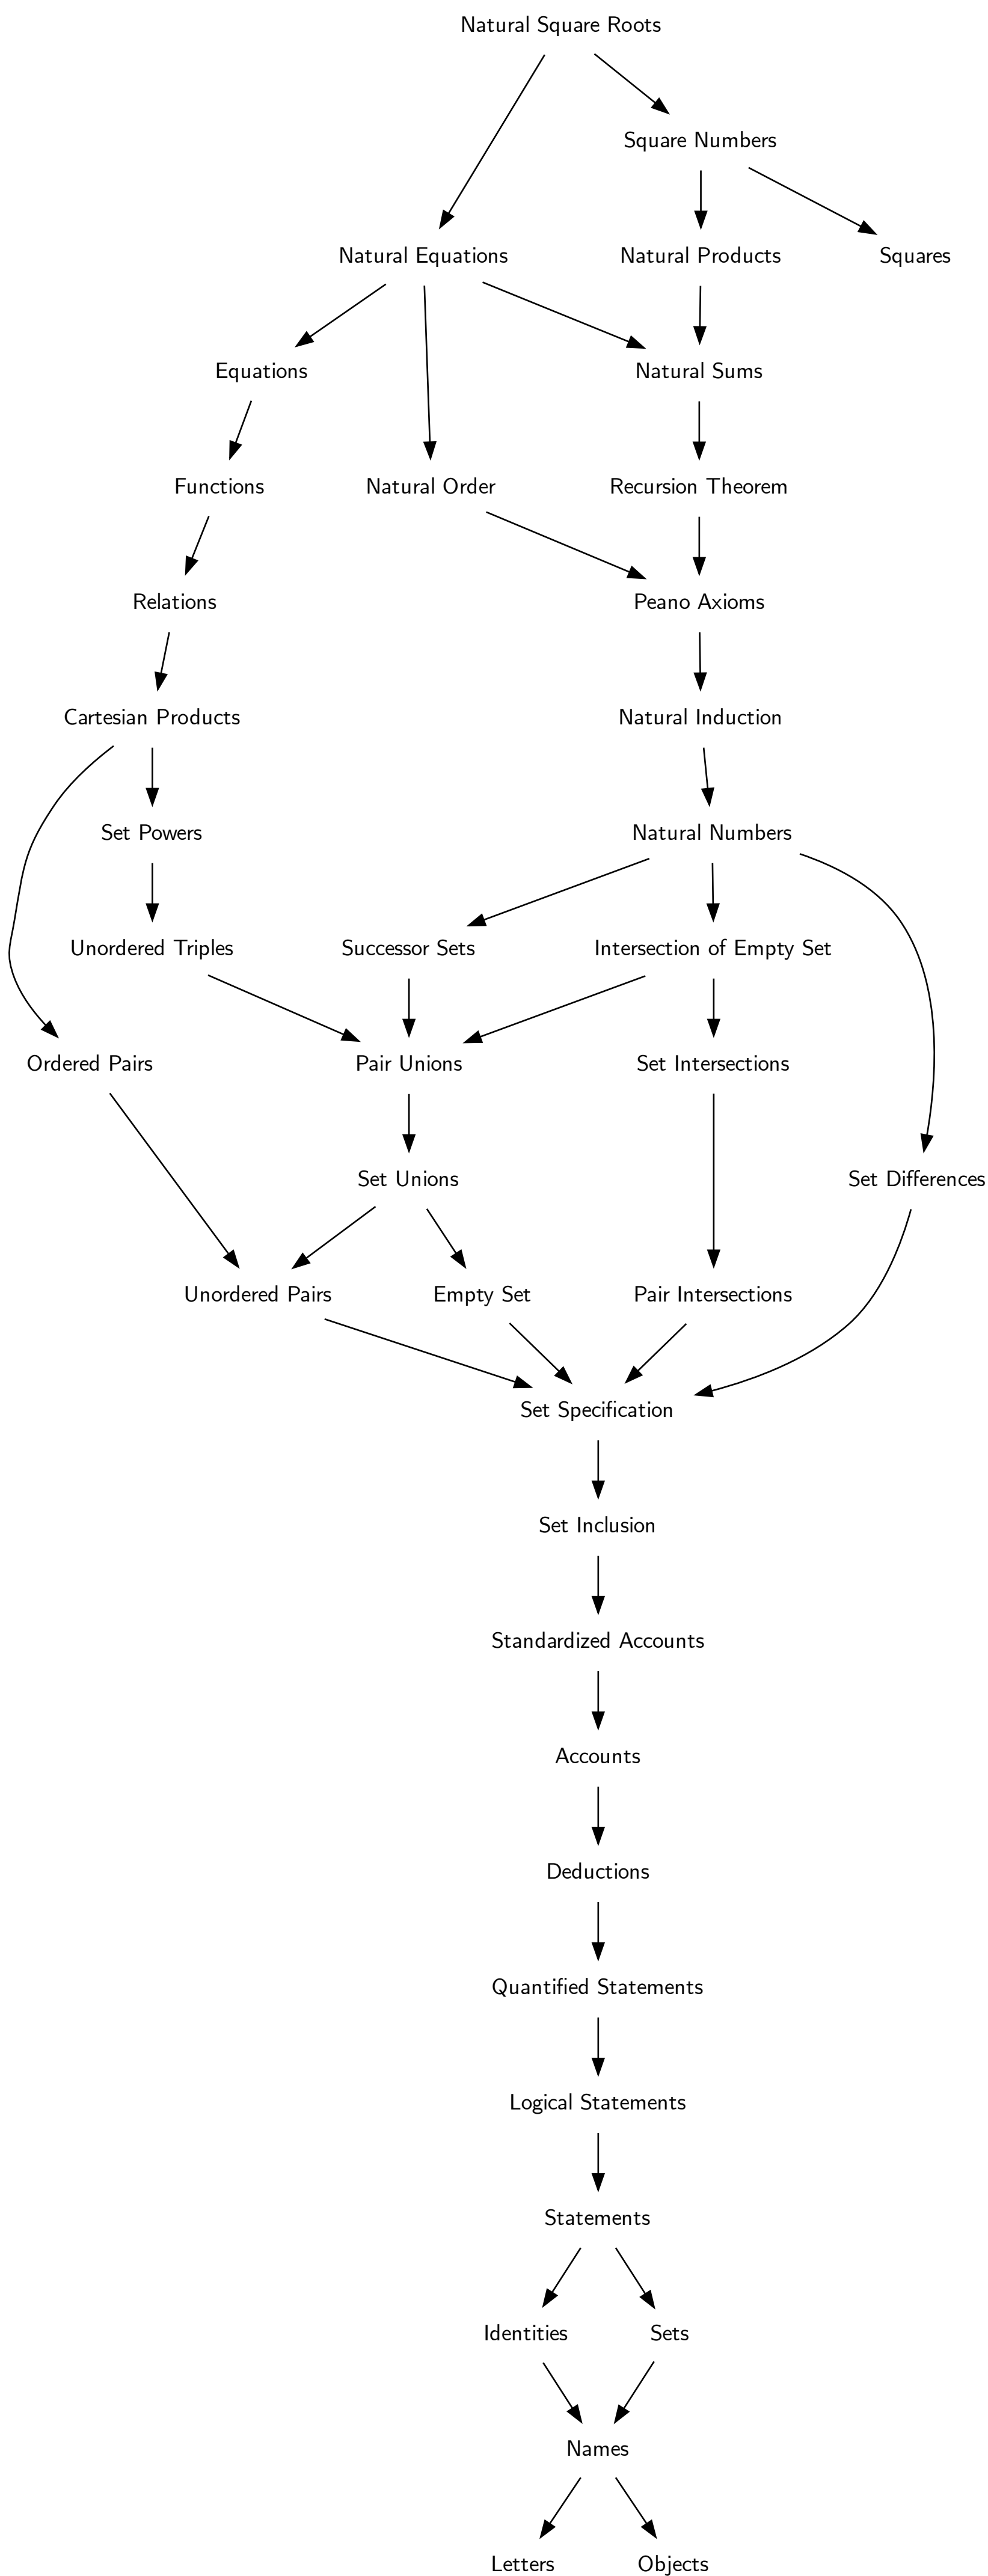 Natural Square Roots
Square Numbers
Natural Equations
Natural Products
Squares
Equations
Natural Sums
Functions
Natural Order
Recursion Theorem
Relations
Peano Axioms
Cartesian Products
Natural Induction
Set Powers
Natural Numbers
Unordered Triples
Successor Sets
Intersection of Empty Set
Ordered Pairs
Pair Unions
Set Intersections
Set Unions
Set Differences
Unordered Pairs
Empty Set
Pair Intersections
Set Specification
Set Inclusion
Standardized Accounts
Accounts
Deductions
Quantified Statements
Logical Statements
Statements
Identities
Sets
Names
Letters
Objects